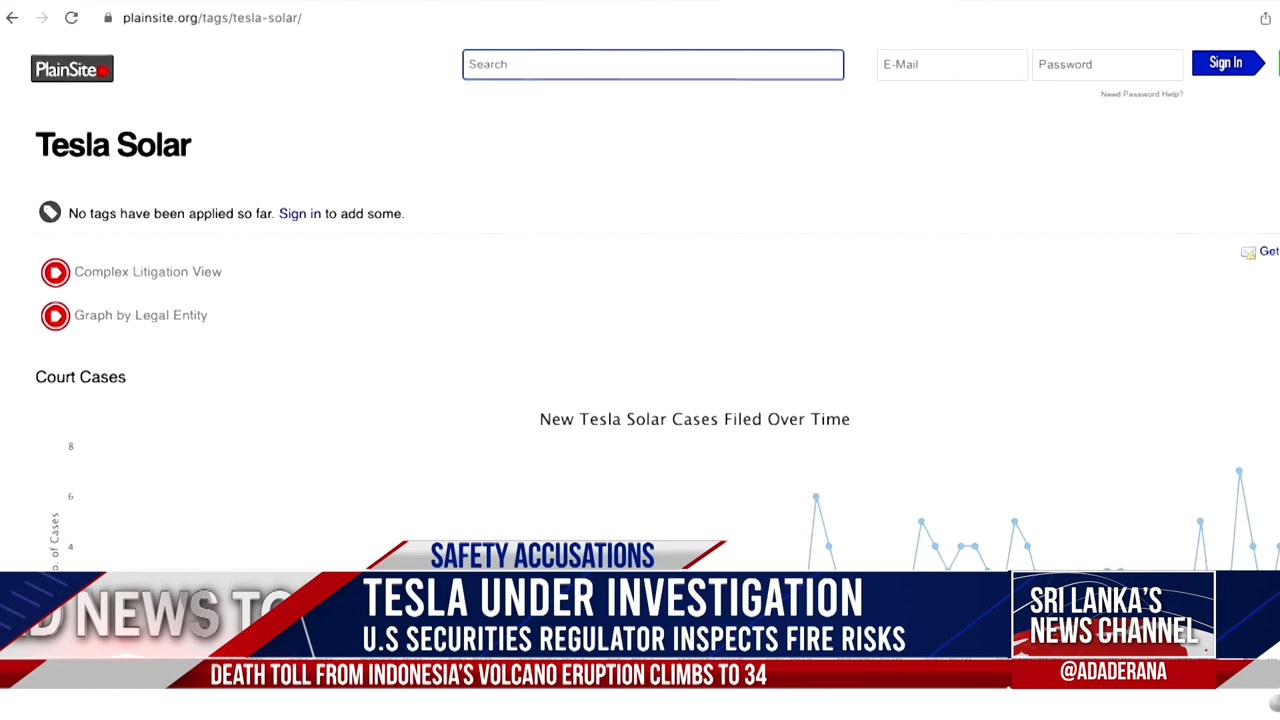 plainsite.org/tags/tesla-solar/
PlainSite
Search
E-Mail
Password
Sign In
Need Password Help?
Tesla Solar
No tags have been applied so far. Sign in to add some.
Get
Complex Litigation View
Graph by Legal Entity
Court Cases
New Tesla Solar Cases Filed Over Time
8
6
4
of Cases
SAFETY ACCUSATIONS
TESLA UNDER INVESTIGATION
U.S SECURITIES REGULATOR INSPECTS FIRE RISKS
NEWS
SRI LANKA'S
NEWS CHANNEL
@ADADERANA
DEATH TOLL FROM INDONESIA'S VOLCANO ERUPTION CLIMBS TO 34